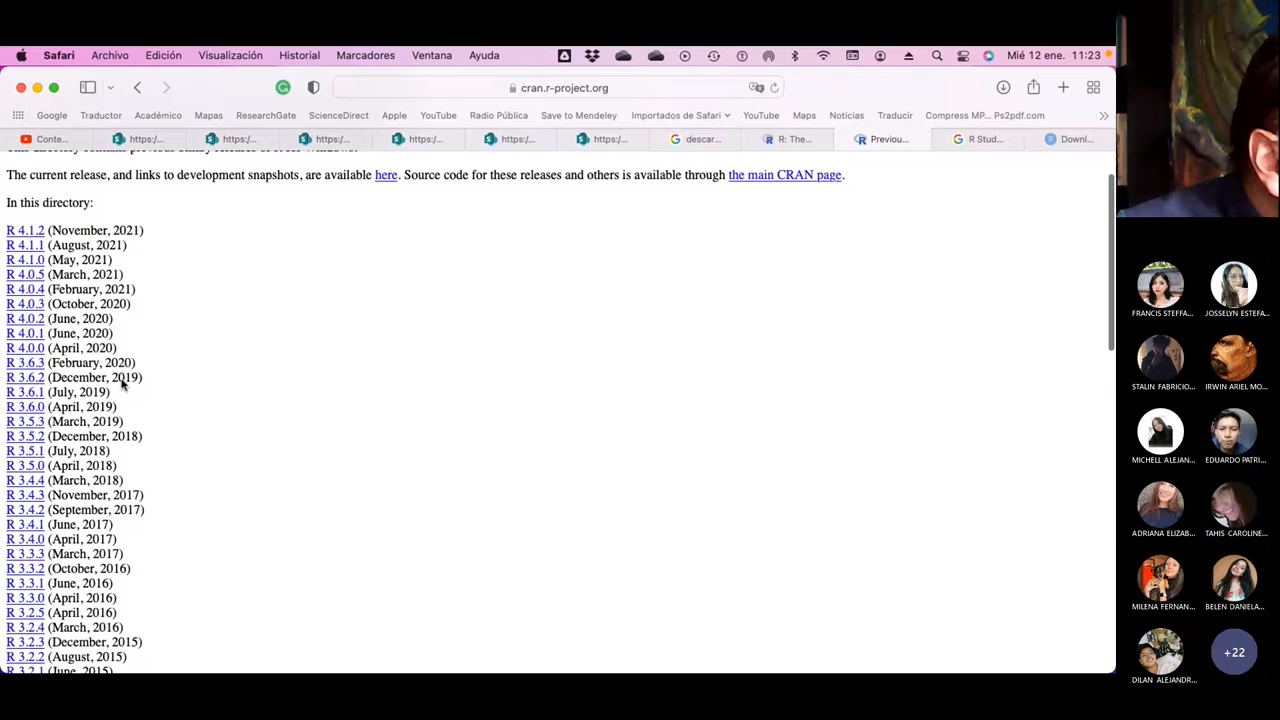 Safari Archivo Edición Visualización Historial Marcadores Ventana Ayuda Mié 12 ene. 11:23
cran.r-project.org
Google Traductor Académico Mapas ResearchGate ScienceDirect Apple YouTube Radio Pública Save to Mendeley Importados de Safari YouTube Maps Noticias Traducir Compress MP... Ps2pdf.com
Conte... https:/... https:/... https:/... https:/... https:/... https:/... descar... R: The... Previou... R Stud... Downl...
The current release, and links to development snapshots, are available here. Source code for these releases and others is available through the main CRAN page.
In this directory:
R 4.1.2 (November, 2021)
R 4.1.1 (August, 2021)
R 4.1.0 (May, 2021)
R 4.0.5 (March, 2021)
R 4.0.4 (February, 2021)
R 4.0.3 (October, 2020)
R 4.0.2 (June, 2020)
R 4.0.1 (June, 2020)
R 4.0.0 (April, 2020)
R 3.6.3 (February, 2020)
R 3.6.2 (December, 2019)
R 3.6.1 (July, 2019)
R 3.6.0 (April, 2019)
R 3.5.3 (March, 2019)
R 3.5.2 (December, 2018)
R 3.5.1 (July, 2018)
R 3.5.0 (April, 2018)
R 3.4.4 (March, 2018)
R 3.4.3 (November, 2017)
R 3.4.2 (September, 2017)
R 3.4.1 (June, 2017)
R 3.4.0 (April, 2017)
R 3.3.3 (March, 2017)
R 3.3.2 (October, 2016)
R 3.3.1 (June, 2016)
R 3.3.0 (April, 2016)
R 3.2.5 (April, 2016)
R 3.2.4 (March, 2016)
R 3.2.3 (December, 2015)
R 3.2.2 (August, 2015)
R 3.2.1 (June, 2015)
FRANCIS STEFFA... JOSSELYN ESTEFA...
STALIN FABRICIO... IRWIN ARIEL MO...
MICHELL ALEJAN... EDUARDO PATRI...
ADRIANA ELIZAB... TAHIS CAROLINE...
MILENA FERNAN... BELEN DANIELA...
DILAN ALEJANDR... +22